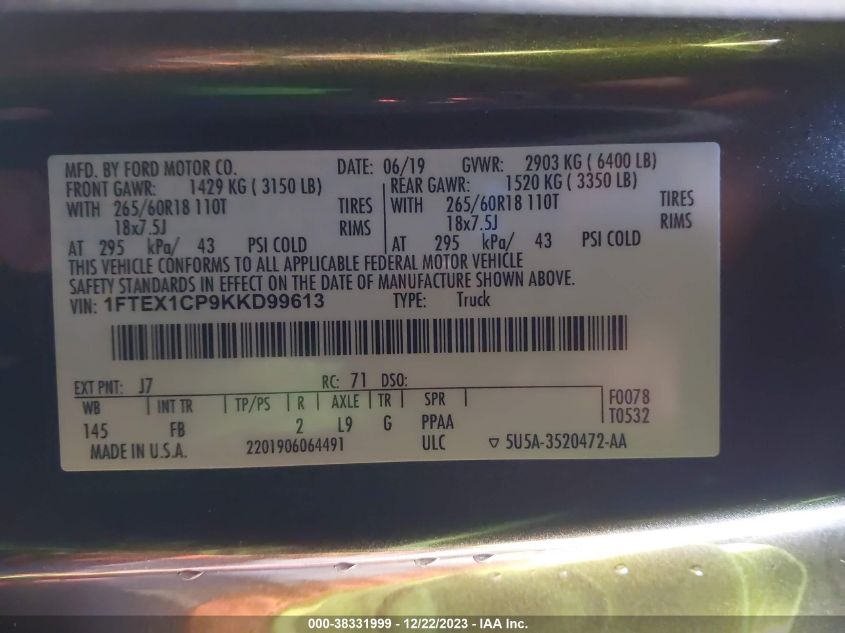 MFD. BY FORD MOTOR CO. DATE: 06/19 GVWR: 2903 KG ( 6400 LB)
FRONT GAWR: 1429 KG ( 3150 LB) REAR GAWR: 1520 KG ( 3350 LB)
WITH 265/60R18 110T TIRES WITH 265/60R18 110T TIRES
18x7.5J RIMS 18x7.5J RIMS
AT 295 kPa/ 43 PSI COLD AT 295 kPa/ 43 PSI COLD
THIS VEHICLE CONFORMS TO ALL APPLICABLE FEDERAL MOTOR VEHICLE
SAFETY STANDARDS IN EFFECT ON THE DATE OF MANUFACTURE SHOWN ABOVE.
VIN: 1FTEX1CP9KKD99613 TYPE: Truck
EXT PNT: J7 RC: 71 DSO:
WB INT TR TP/PS R AXLE TR SPR F0078
145 FB 2 L9 G PPAA T0532
MADE IN U.S.A. 2201906064491 ULC ▽ 5U5A-3520472-AA
000-38331999 - 12/22/2023 - IAA Inc.